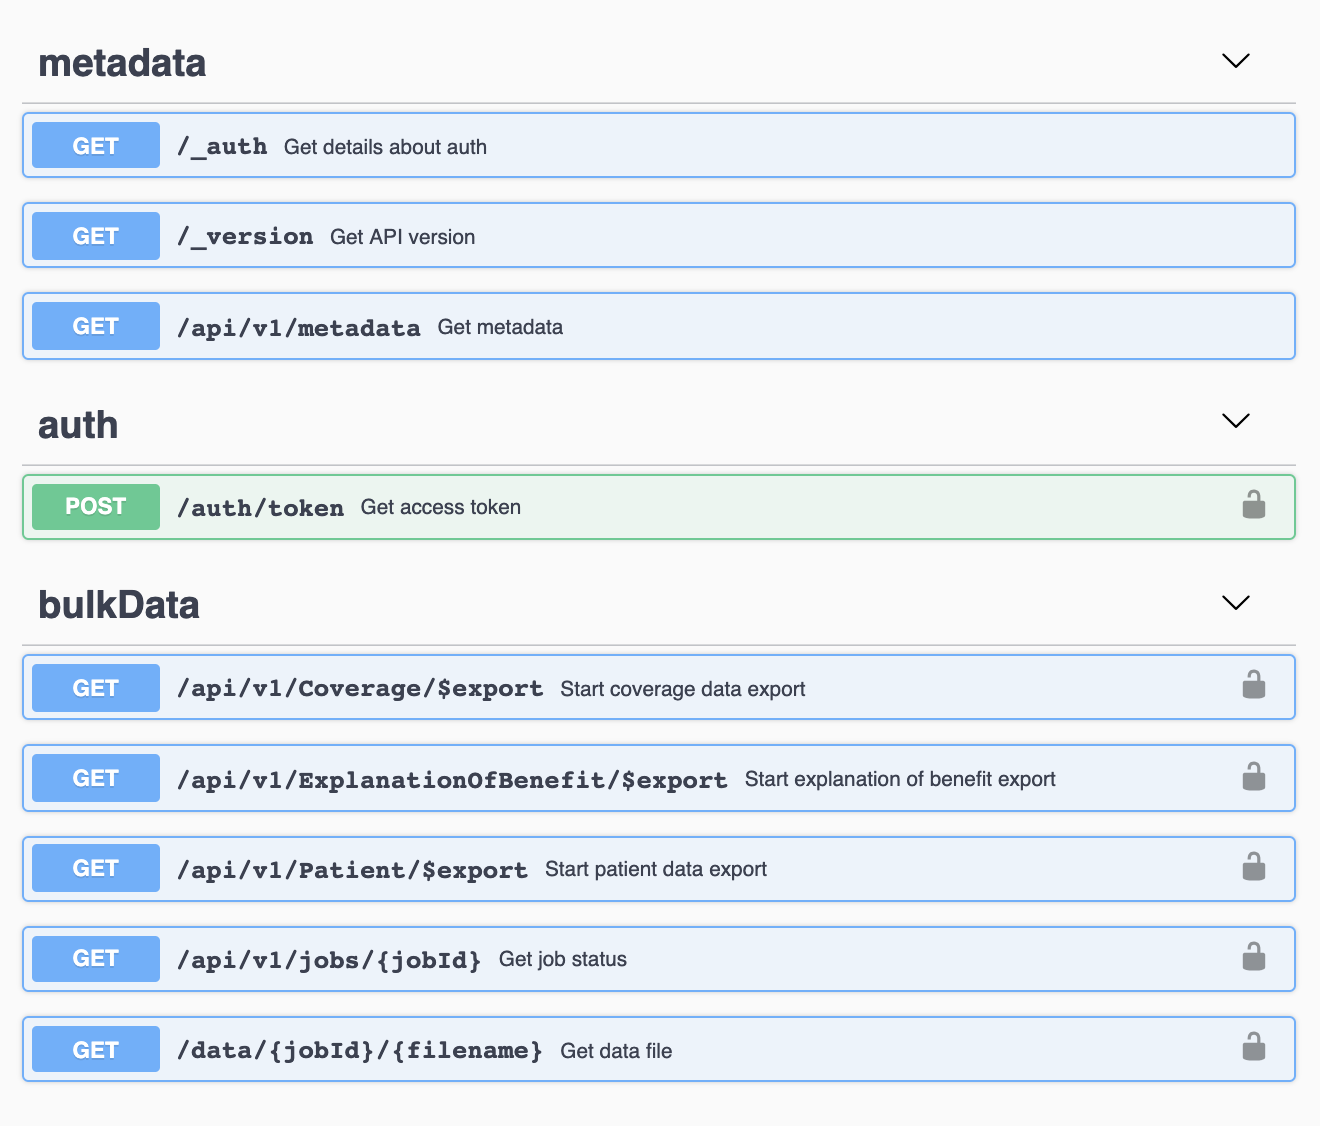 metadata
GET /_auth Get details about auth
GET /_version Get API version
GET /api/v1/metadata Get metadata
auth
POST /auth/token Get access token
bulkData
GET /api/v1/Coverage/$export Start coverage data export
GET /api/v1/ExplanationOfBenefit/$export Start explanation of benefit export
GET /api/v1/Patient/$export Start patient data export
GET /api/v1/jobs/{jobId} Get job status
GET /data/{jobId}/{filename} Get data file